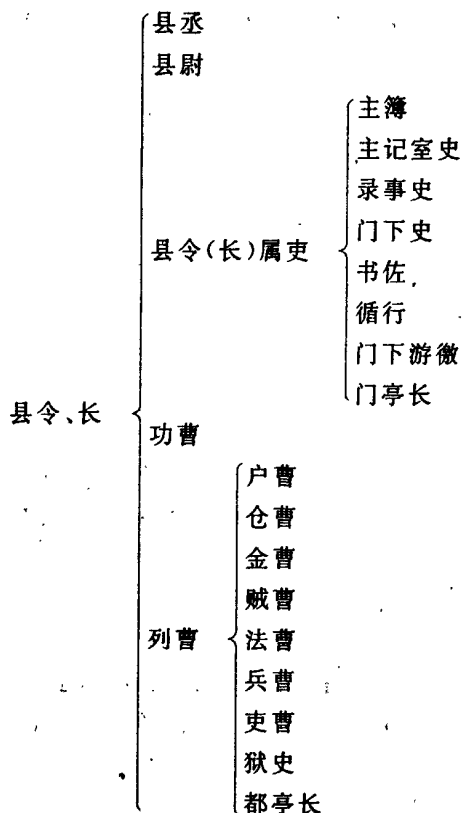 县丞
县尉
主簿
主记室史
录事史
门下史
县令(长)属吏
书佐
循行
门下游徼
门亭长
县令、长
功曹
户曹
仓曹
金曹
贼曹
列曹
法曹
兵曹
吏曹
狱史
都亭长